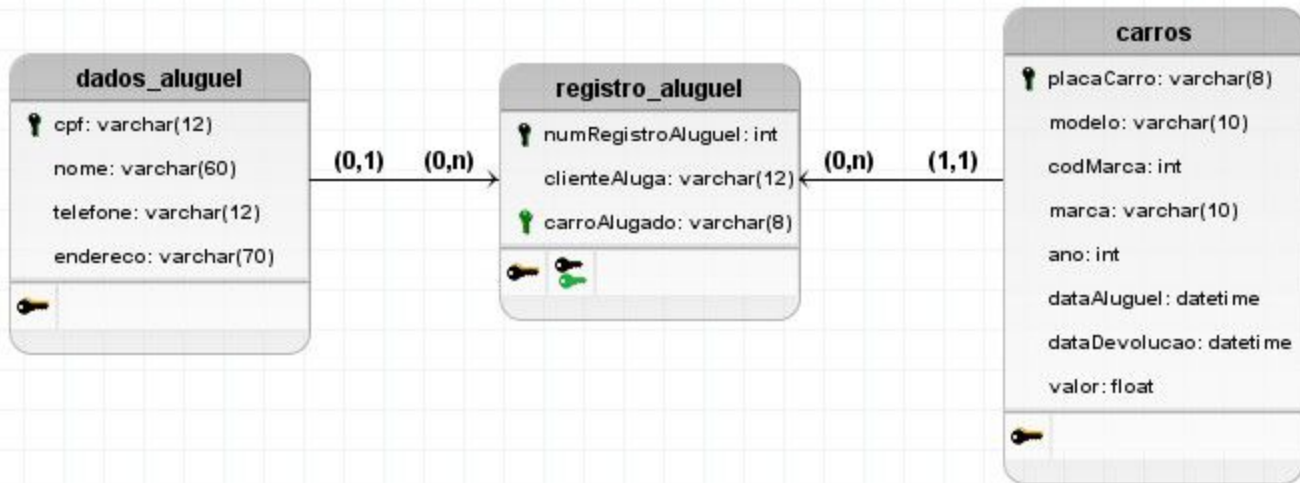 dados_aluguel
cpf: varchar(12)
nome: varchar(60)
telefone: varchar(12)
endereco: varchar(70)
(0,1)
(0,n)
registro_aluguel
numRegistroAluguel: int
clienteAluga: varchar(12)
carroAlugado: varchar(8)
(0,n)
(1,1)
carros
placaCarro: varchar(8)
modelo: varchar(10)
codMarca: int
marca: varchar(10)
ano: int
dataAluguel: datetime
dataDevolucao: datetime
valor: float